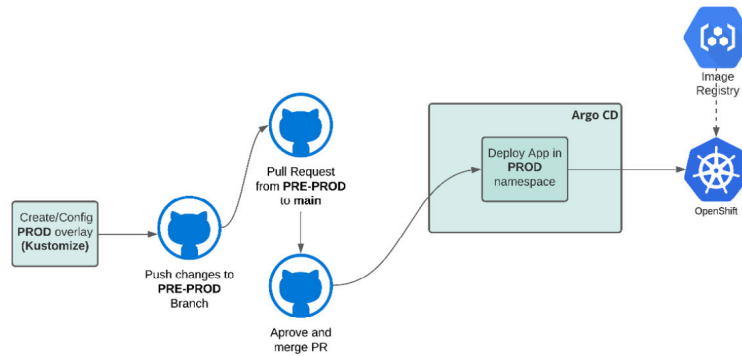 Create/Config
PROD overlay
(Kustomize)
Push changes to
PRE-PROD
Branch
Pull Request
from PRE-PROD
to main
Aprove and
merge PR
Argo CD
Deploy App in
PROD
namespace
Image
Registry
OpenShift